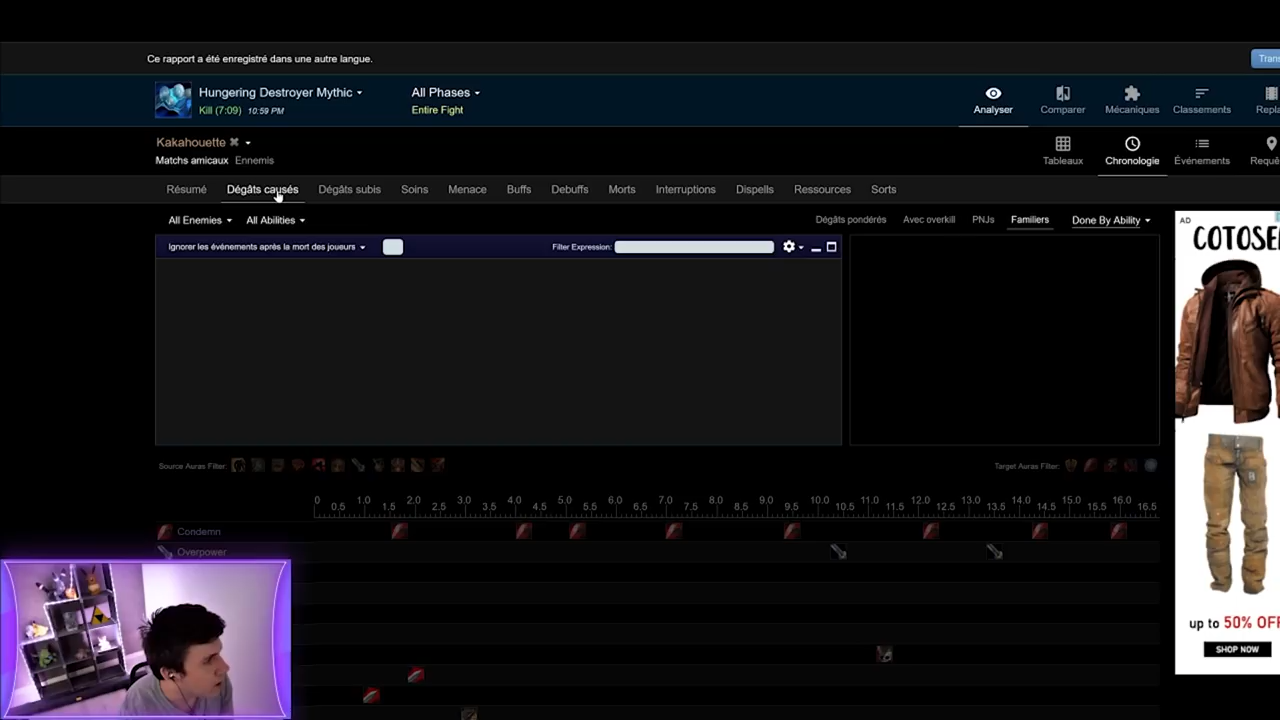 Ce rapport a été enregistré dans une autre langue.
Tran
Hungering Destroyer Mythic
All Phases
Kill (7:09) 10:59 PM
Entire Fight
Analyser
Comparer
Mécaniques
Classements
Repla
Kakahouette
Matchs amicaux Ennemis
Tableaux
Chronologie
Événements
Requê
Résumé Dégâts causés Dégâts subis Soins Menace Buffs Debuffs Morts Interruptions Dispells Ressources Sorts
All Enemies All Abilities
Dégâts pondérés Avec overkill PNJs Familiers Done By Ability
Ignorer les événements après la mort des joueurs
Filter Expression:
AD
COTOSE
Source Auras Filter:
Target Auras Filter:
0 1.0 2.0 3.0 4.0 5.0 6.0 7.0 8.0 9.0 10.0 11.0 12.0 13.0 14.0 15.0 16.0
0.5 1.5 2.5 3.5 4.5 5.5 6.5 7.5 8.5 9.5 10.5 11.5 12.5 13.5 14.5 15.5 16.5
Condemn
Overpower
up to 50% OFF
SHOP NOW